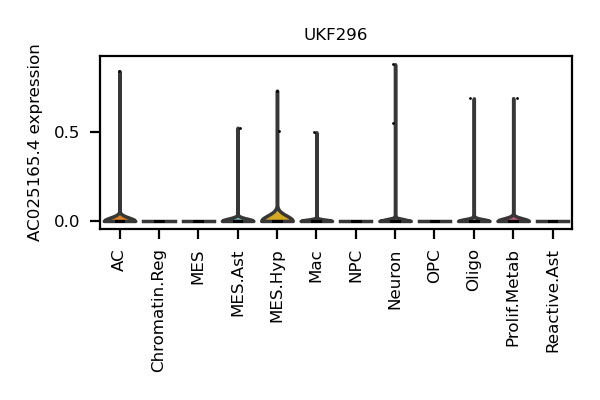 UKF296
AC025165.4 expression
0.5
0.0
AC
Chromatin.Reg
MES
MES.Ast
MES.Hyp
Mac
NPC
Neuron
OPC
Oligo
Prolif.Metab
Reactive.Ast